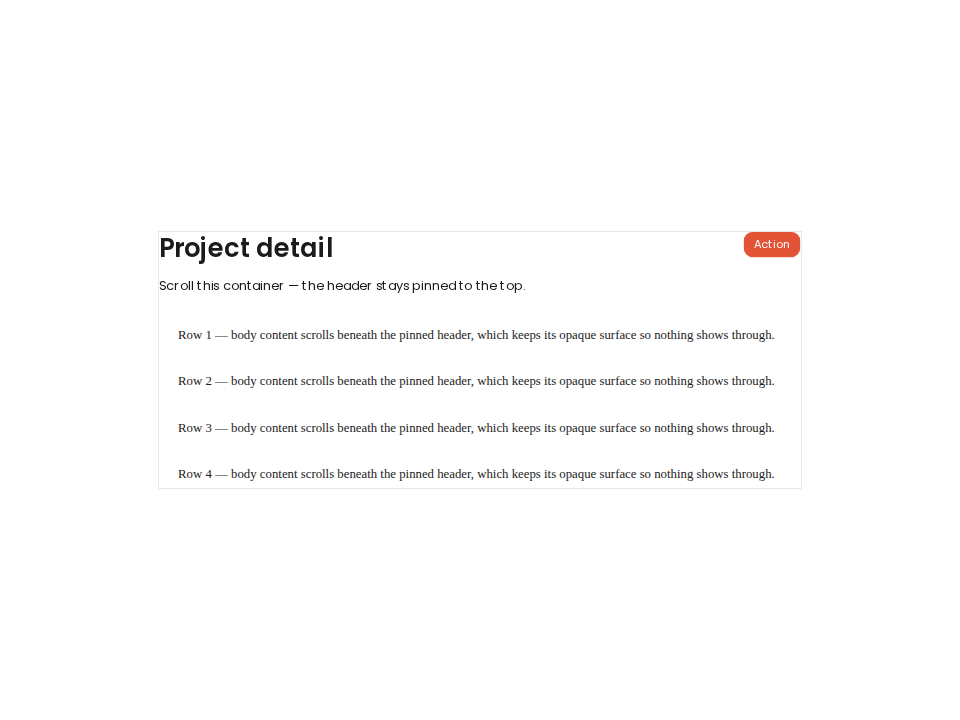 Project detail
Action
Scroll this container — the header stays pinned to the top.
Row 1 — body content scrolls beneath the pinned header, which keeps its opaque surface so nothing shows through.
Row 2 — body content scrolls beneath the pinned header, which keeps its opaque surface so nothing shows through.
Row 3 — body content scrolls beneath the pinned header, which keeps its opaque surface so nothing shows through.
Row 4 — body content scrolls beneath the pinned header, which keeps its opaque surface so nothing shows through.